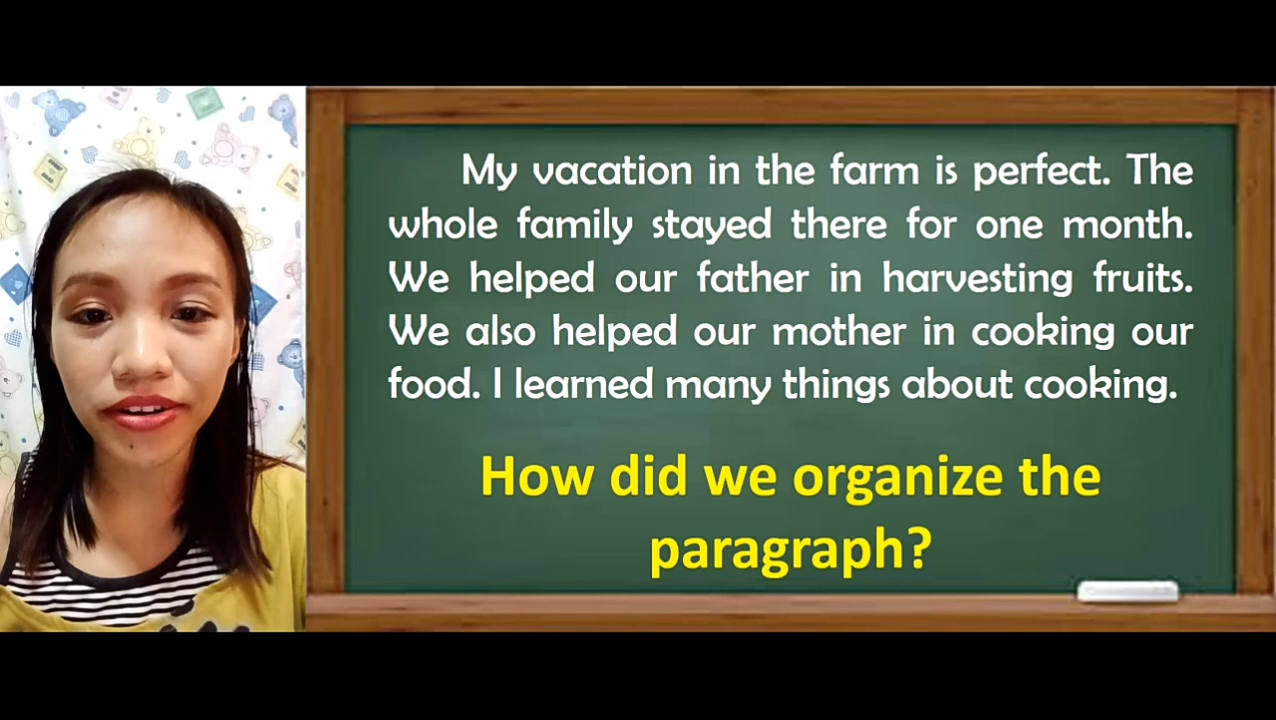 My vacation in the farm is perfect. The
whole family stayed there for one month.
We helped our father in harvesting fruits.
We also helped our mother in cooking our
food. I learned many things about cooking.
How did we organize the
paragraph?